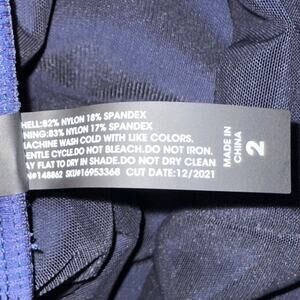 HELL:82% NYLON 18% SPANDEX
NING:83% NYLON 17% SPANDEX
ACHINE WASH COLD WITH LIKE COLORS.
ENTLE CYCLE.DO NOT BLEACH.DO NOT IRON.
AY FLAT TO DRY IN SHADE.DO NOT DRY CLEAN
N#148862 SKU#16953368 CUT DATE:12/2021
MADE IN
CHINA
2